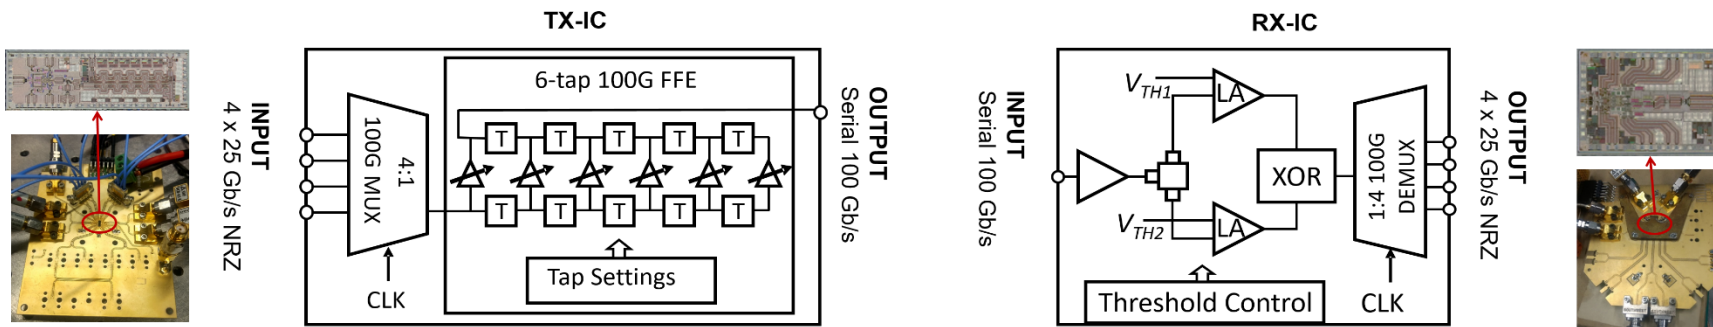 TX-IC
INPUT
4 x 25 Gb/s NRZ
100G MUX
4:1
CLK
6-tap 100G FFE
T T T T T
T T T T T
Tap Settings
OUTPUT
Serial 100 Gb/s
RX-IC
INPUT
Serial 100 Gb/s
VTH1
LA
VTH2
LA
XOR
Threshold Control
1:4 100G
DEMUX
CLK
OUTPUT
4 x 25 Gb/s NRZ